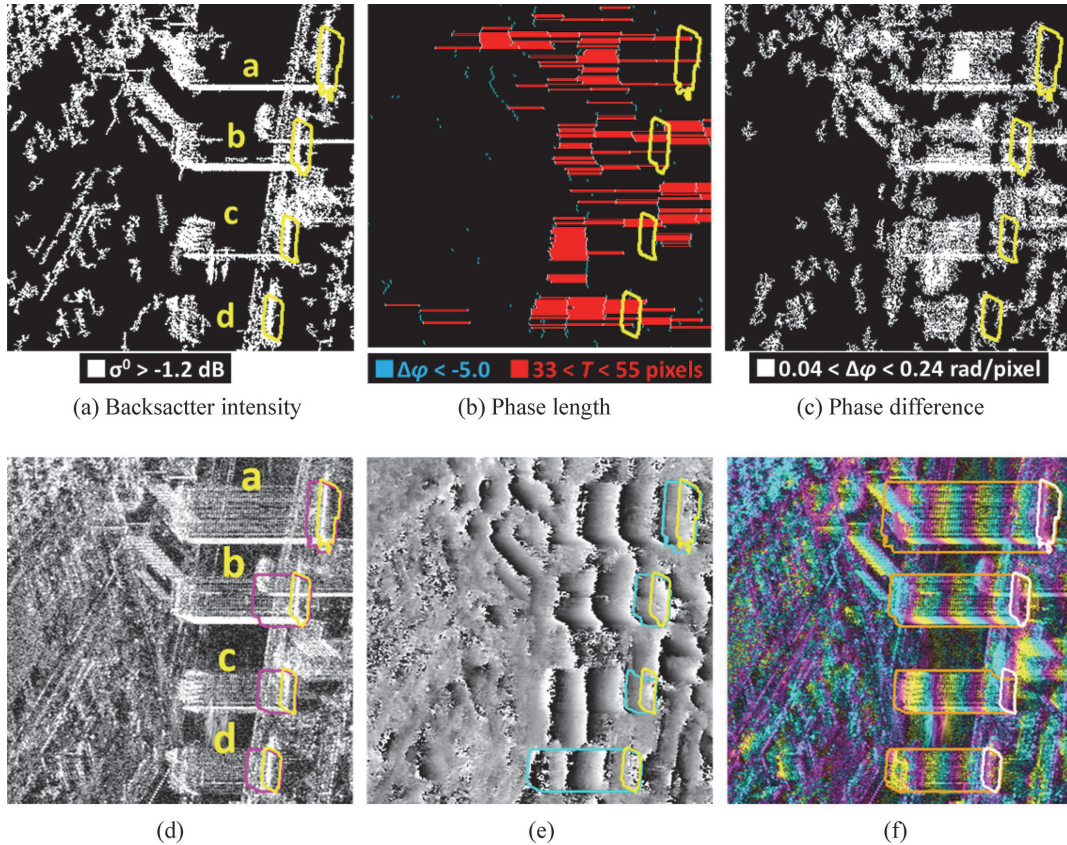 a
b
c
d
σ⁰ > -1.2 dB
Δφ < -5.0
33 < T < 55 pixels
0.04 < Δφ < 0.24 rad/pixel
(a) Backsactter intensity
(b) Phase length
(c) Phase difference
a
b
c
d
(d)
(e)
(f)